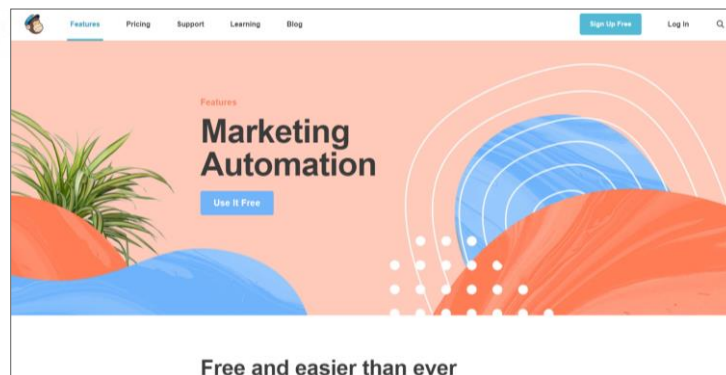 Features Pricing Support Learning Blog Sign Up Free Log In
Features
Marketing
Automation
Use It Free
Free and easier than ever